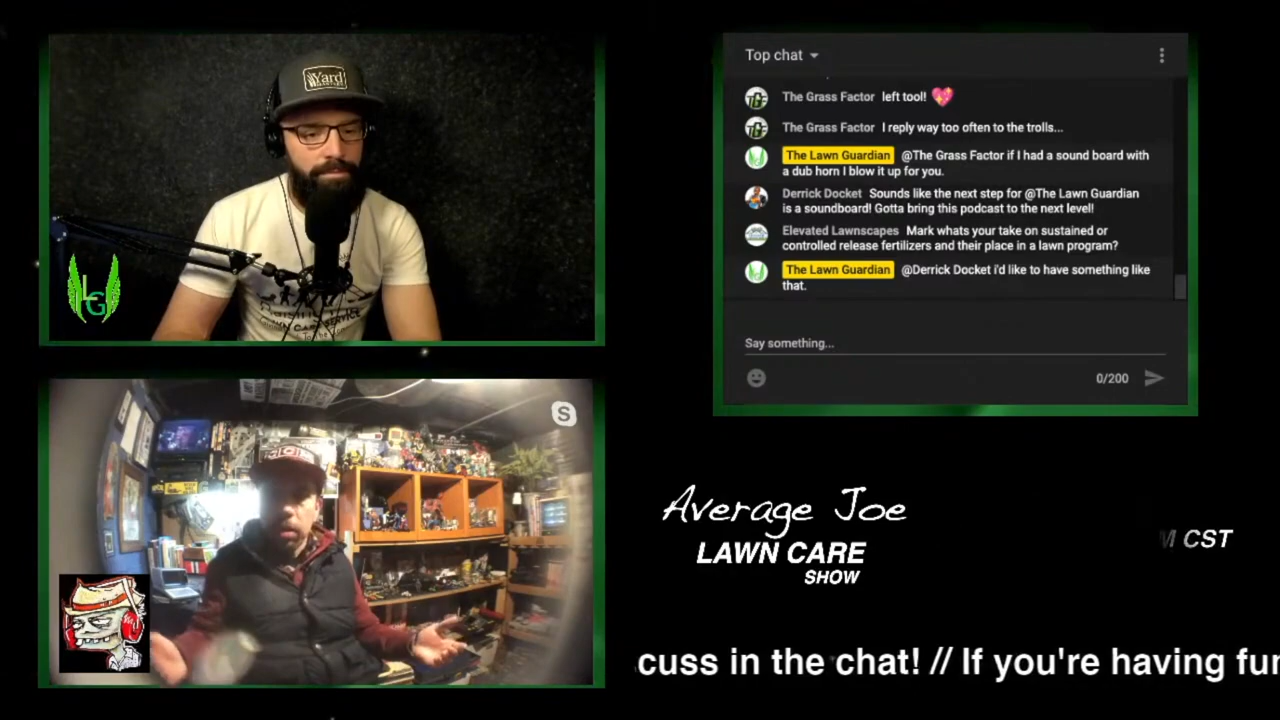 Yard
LG
LAWN CARE SERVICE
S
Top chat
The Grass Factor left tool! 💖
The Grass Factor I reply way too often to the trolls...
The Lawn Guardian @The Grass Factor if I had a sound board with
a dub horn I blow it up for you.
Derrick Docket Sounds like the next step for @The Lawn Guardian
is a soundboard! Gotta bring this podcast to the next level!
Elevated Lawnscapes Mark whats your take on sustained or
controlled release fertilizers and their place in a lawn program?
The Lawn Guardian @Derrick Docket i'd like to have something like
that.
Say something...
0/200
Average Joe
LAWN CARE
SHOW
M CST
cuss in the chat! // If you're having fun